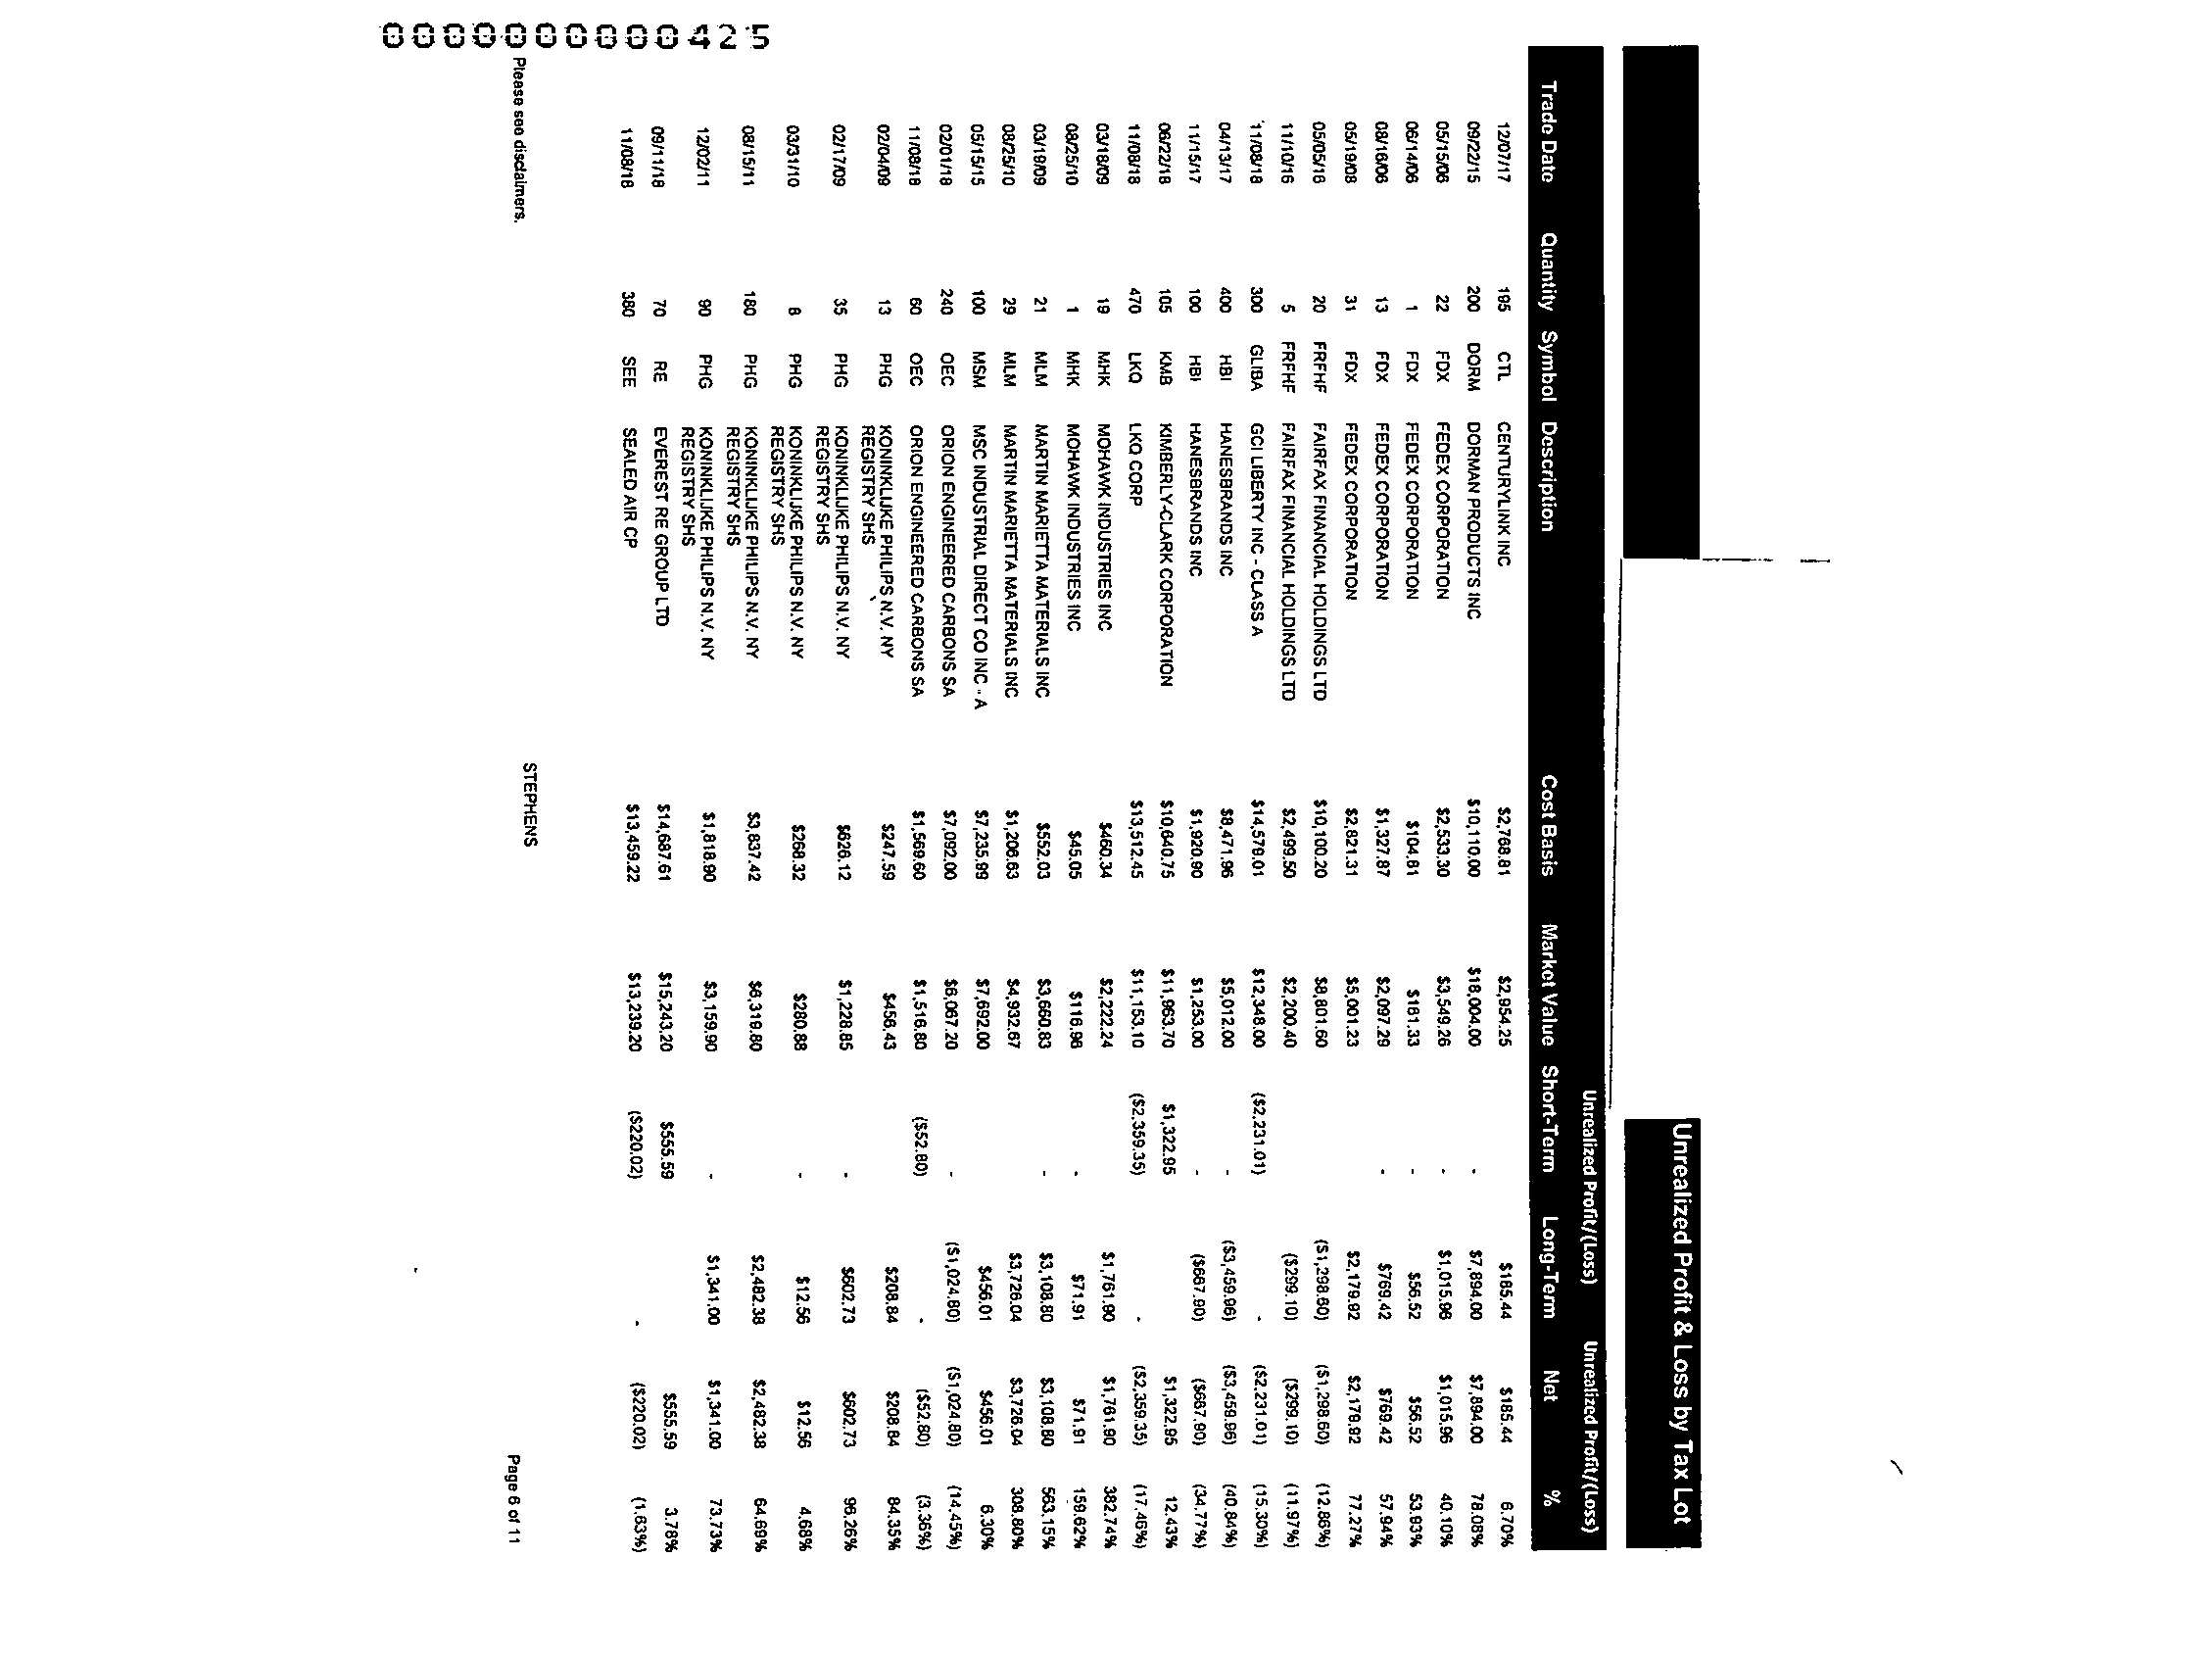 Unrealized Profit & Loss by Tax Lot
Unrealized Profit/(Loss) Unrealized Profit/(Loss)
Trade Date Quantity Symbol Description Cost Basis Market Value Short-Term Long-Term Net %
12/07/17 195 CTL CENTURYLINK INC $2,768.81 $2,954.25 $185.44 $185.44 6.70%
09/22/15 200 DORM DORMAN PRODUCTS INC $10,110.00 $18,004.00 - $7,894.00 $7,894.00 78.08%
05/15/06 22 FDX FEDEX CORPORATION $2,533.30 $3,549.26 - $1,015.96 $1,015.96 40.10%
06/14/06 1 FDX FEDEX CORPORATION $104.81 $161.33 - $56.52 $56.52 53.93%
08/16/06 13 FDX FEDEX CORPORATION $1,327.87 $2,097.29 - $769.42 $769.42 57.94%
05/19/08 31 FDX FEDEX CORPORATION $2,821.31 $5,001.23 $2,179.92 $2,179.92 77.27%
05/05/16 20 FRFHF FAIRFAX FINANCIAL HOLDINGS LTD $10,100.20 $8,801.60 ($1,298.60) ($1,298.60) (12.86%)
11/10/16 5 FRFHF FAIRFAX FINANCIAL HOLDINGS LTD $2,499.50 $2,200.40 ($299.10) ($299.10) (11.97%)
11/08/18 300 GLIBA GCI LIBERTY INC - CLASS A $14,579.01 $12,348.00 ($2,231.01) - ($2,231.01) (15.30%)
04/13/17 400 HBI HANESBRANDS INC $8,471.96 $5,012.00 - ($3,459.96) ($3,459.96) (40.84%)
11/15/17 100 HBI HANESBRANDS INC $1,920.90 $1,253.00 - ($667.90) ($667.90) (34.77%)
06/22/18 105 KMB KIMBERLY-CLARK CORPORATION $10,640.75 $11,963.70 $1,322.95 $1,322.95 12.43%
11/08/18 470 LKQ LKQ CORP $13,512.45 $11,153.10 ($2,359.35) - ($2,359.35) (17.46%)
03/18/09 19 MHK MOHAWK INDUSTRIES INC $460.34 $2,222.24 $1,761.90 $1,761.90 382.74%
08/25/10 1 MHK MOHAWK INDUSTRIES INC $45.05 $116.96 - $71.91 $71.91 159.62%
03/19/09 21 MLM MARTIN MARIETTA MATERIALS INC $552.03 $3,660.83 - $3,108.80 $3,108.80 563.15%
08/25/10 29 MLM MARTIN MARIETTA MATERIALS INC $1,206.63 $4,932.67 $3,726.04 $3,726.04 308.80%
05/15/15 100 MSM MSC INDUSTRIAL DIRECT CO INC - A $7,235.99 $7,692.00 $456.01 $456.01 6.30%
02/01/18 240 OEC ORION ENGINEERED CARBONS SA $7,092.00 $6,067.20 - ($1,024.80) ($1,024.80) (14.45%)
11/08/18 60 OEC ORION ENGINEERED CARBONS SA $1,569.60 $1,516.80 ($52.80) - ($52.80) (3.36%)
02/04/09 13 PHG KONINKLIJKE PHILIPS N.V. NY $247.59 $456.43 $208.84 $208.84 84.35%
REGISTRY SHS
02/17/09 35 PHG KONINKLIJKE PHILIPS N.V. NY $626.12 $1,228.85 - $602.73 $602.73 96.26%
REGISTRY SHS
03/31/10 8 PHG KONINKLIJKE PHILIPS N.V. NY $268.32 $280.88 - $12.56 $12.56 4.68%
REGISTRY SHS
08/15/11 180 PHG KONINKLIJKE PHILIPS N.V. NY $3,837.42 $6,319.80 $2,482.38 $2,482.38 64.69%
REGISTRY SHS
12/02/11 90 PHG KONINKLIJKE PHILIPS N.V. NY $1,818.90 $3,159.90 - $1,341.00 $1,341.00 73.73%
REGISTRY SHS
09/11/18 70 RE EVEREST RE GROUP LTD $14,687.61 $15,243.20 $555.59 $555.59 3.78%
11/08/18 380 SEE SEALED AIR CP $13,459.22 $13,239.20 ($220.02) - ($220.02) (1.63%)
Please see disclaimers. STEPHENS Page 6 of 11
0000000000425